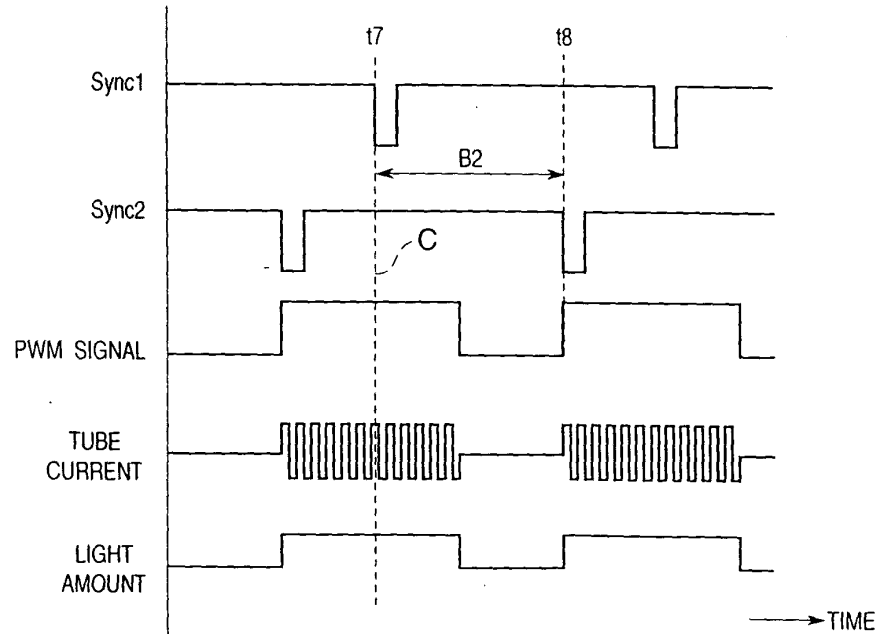 t7 t8
Sync1
B2
Sync2
C
PWM SIGNAL
TUBE
CURRENT
LIGHT
AMOUNT
TIME